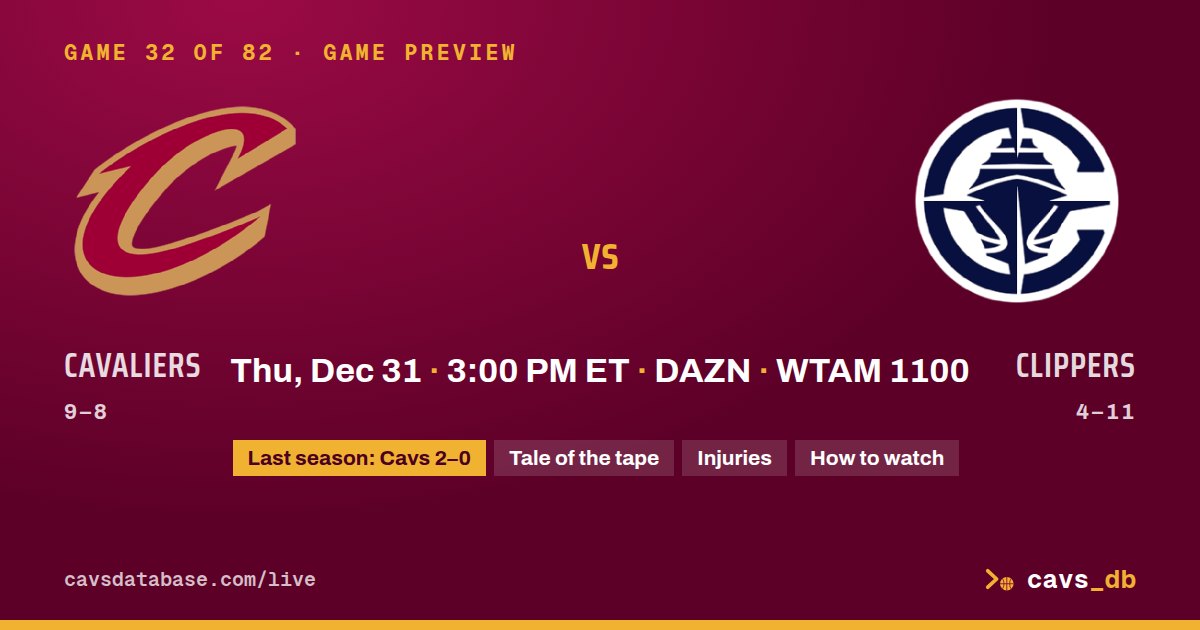 GAME 32 OF 82 · GAME PREVIEW
VS
CAVALIERS
9–8
Thu, Dec 31 · 3:00 PM ET · DAZN · WTAM 1100
CLIPPERS
4–11
Last season: Cavs 2–0
Tale of the tape
Injuries
How to watch
cavsdatabase.com/live
cavs_db